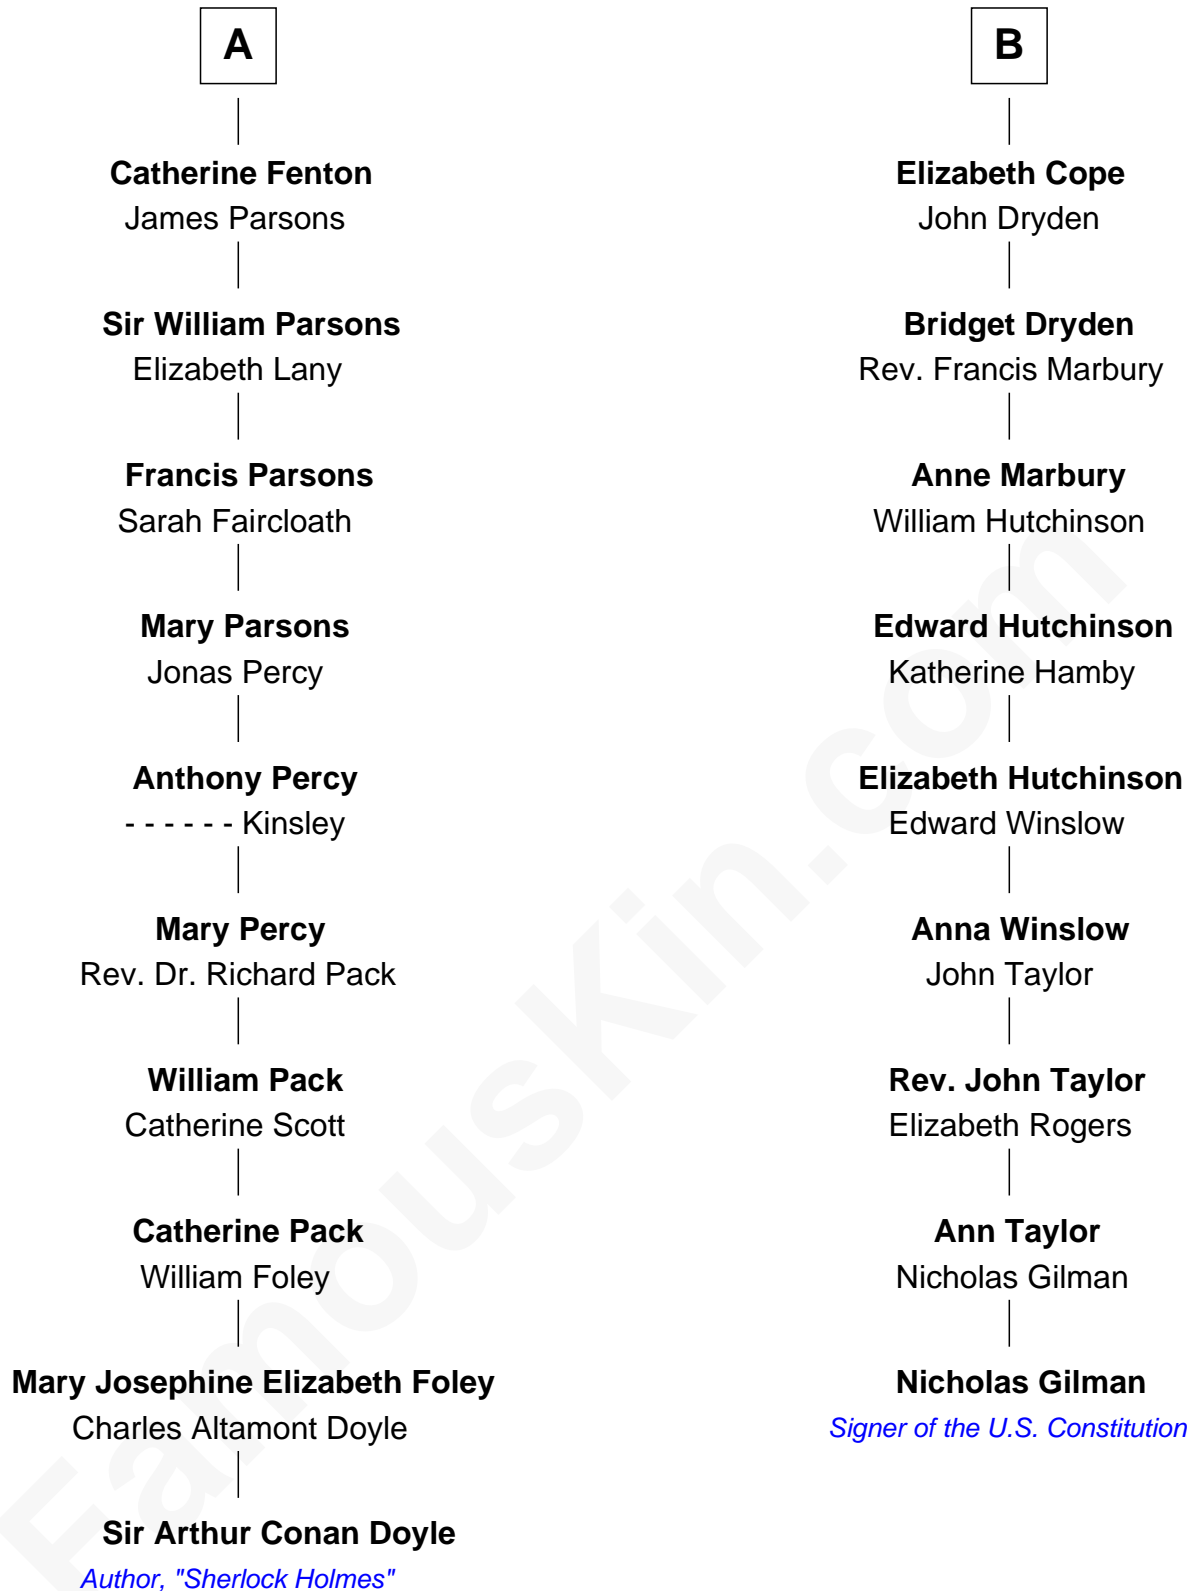 A
Catherine Fenton
James Parsons
Sir William Parsons
Elizabeth Lany
Francis Parsons
Sarah Faircloath
Mary Parsons
Jonas Percy
Anthony Percy
- - - - - - Kinsley
Mary Percy
Rev. Dr. Richard Pack
William Pack
Catherine Scott
Catherine Pack
William Foley
Mary Josephine Elizabeth Foley
Charles Altamont Doyle
Sir Arthur Conan Doyle
Author, "Sherlock Holmes"
B
Elizabeth Cope
John Dryden
Bridget Dryden
Rev. Francis Marbury
Anne Marbury
William Hutchinson
Edward Hutchinson
Katherine Hamby
Elizabeth Hutchinson
Edward Winslow
Anna Winslow
John Taylor
Rev. John Taylor
Elizabeth Rogers
Ann Taylor
Nicholas Gilman
Nicholas Gilman
Signer of the U.S. Constitution
FamousKin.com